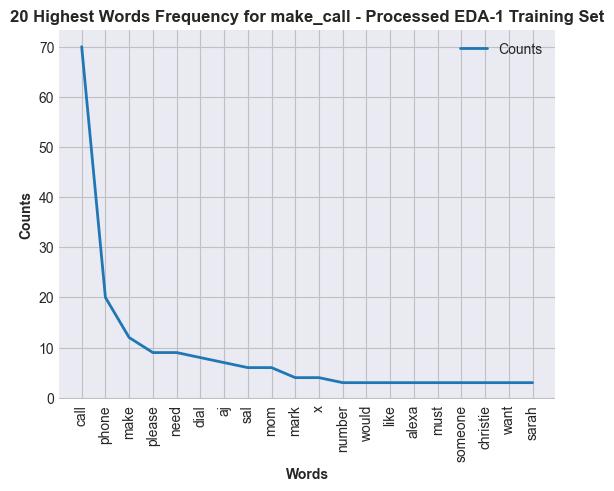 20 Highest Words Frequency for make_call - Processed EDA-1 Training Set
Counts
70
60
50
40
30
20
10
0
Counts
call
phone
make
please
need
dial
aj
sal
mom
mark
x
number
would
like
alexa
must
someone
christie
want
sarah
Words